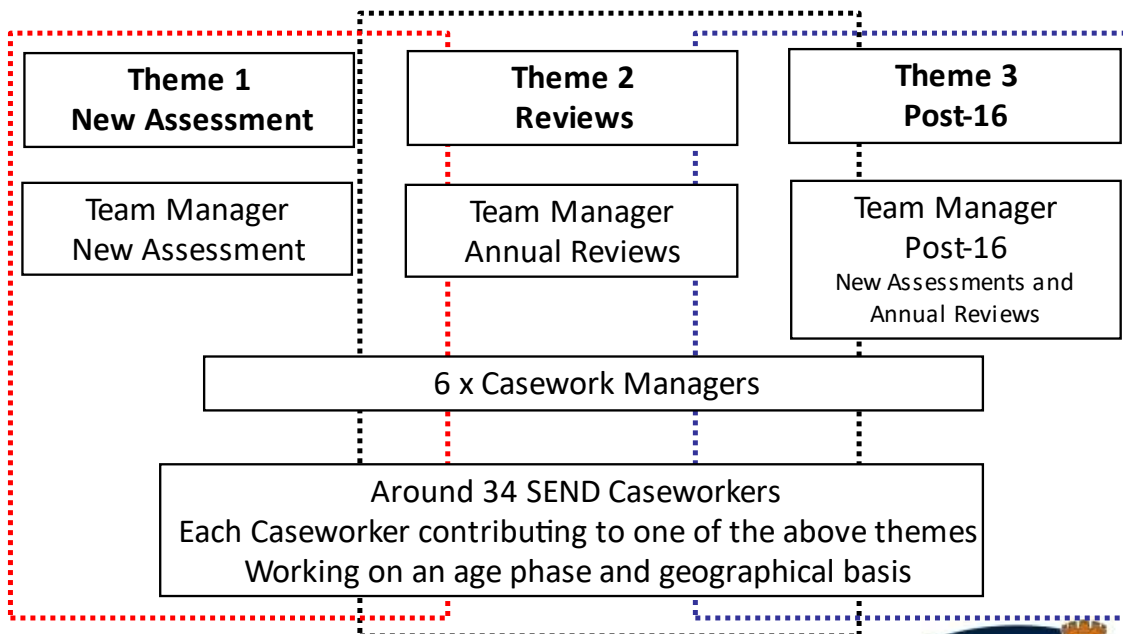 Theme 1
New Assessment
Theme 2
Reviews
Theme 3
Post-16
Team Manager
New Assessment
Team Manager
Annual Reviews
Team Manager
Post-16
New Assessments and
Annual Reviews
6 x Casework Managers
Around 34 SEND Caseworkers
Each Caseworker contributing to one of the above themes
Working on an age phase and geographical basis